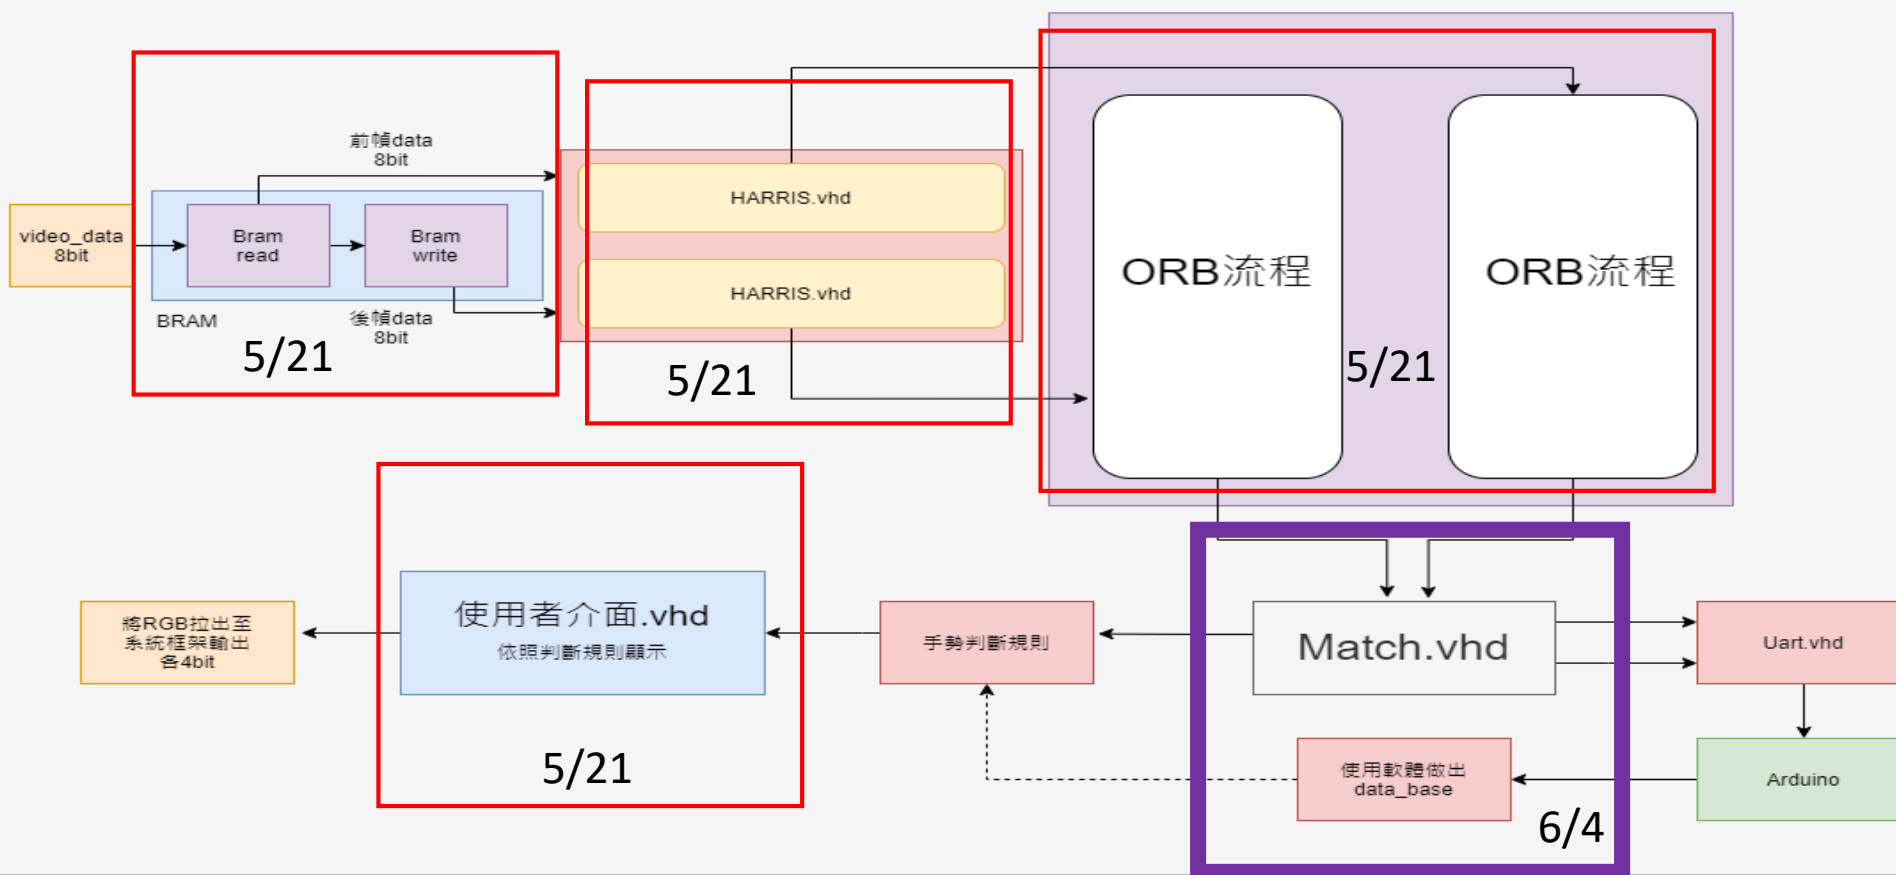 前幀data
8bit
video_data
8bit
Bram
read
Bram
write
BRAM
後幀data
8bit
5/21
HARRIS.vhd
HARRIS.vhd
5/21
ORB流程
ORB流程
5/21
將RGB拉出至
系統框架輸出
各4bit
使用者介面.vhd
依照判斷規則顯示
5/21
手勢判斷規則
Match.vhd
Uart.vhd
使用軟體做出
data_base
Arduino
6/4